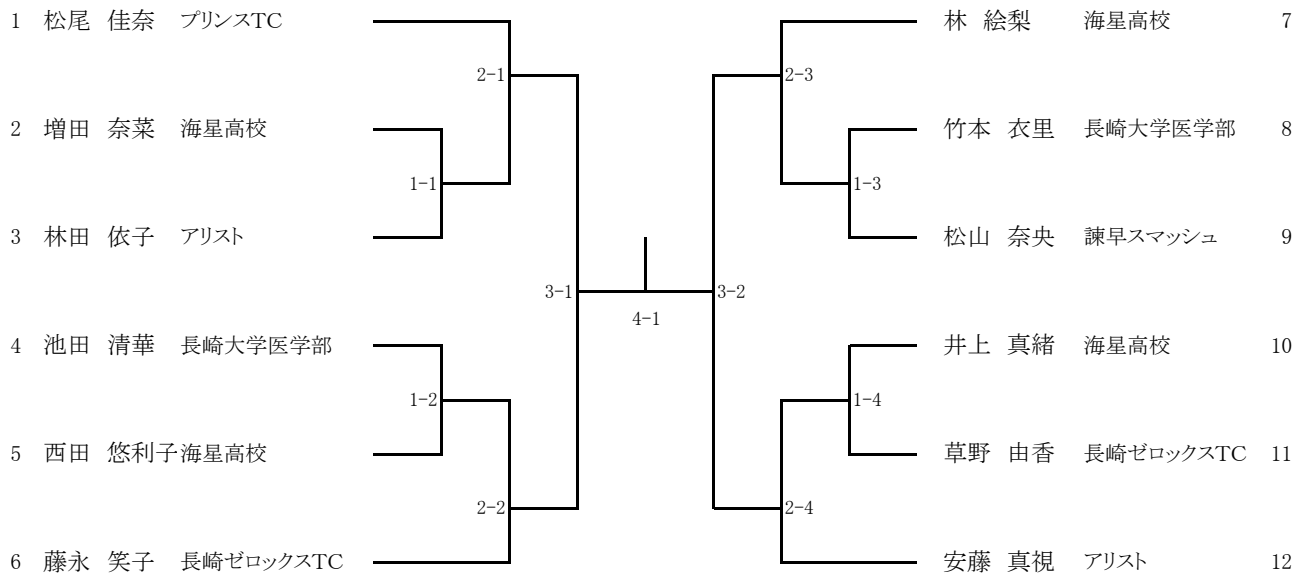 1 松尾 佳奈 プリンスTC
林 絵梨 海星高校 7
2-1
2-3
2 増田 奈菜 海星高校
竹本 衣里 長崎大学医学部 8
1-1
1-3
3 林田 依子 アリスト
松山 奈央 諫早スマッシュ 9
3-1
3-2
4-1
4 池田 清華 長崎大学医学部
井上 真緒 海星高校 10
1-2
1-4
5 西田 悠利子 海星高校
草野 由香 長崎ゼロックスTC 11
2-2
2-4
6 藤永 笑子 長崎ゼロックスTC
安藤 真視 アリスト 12